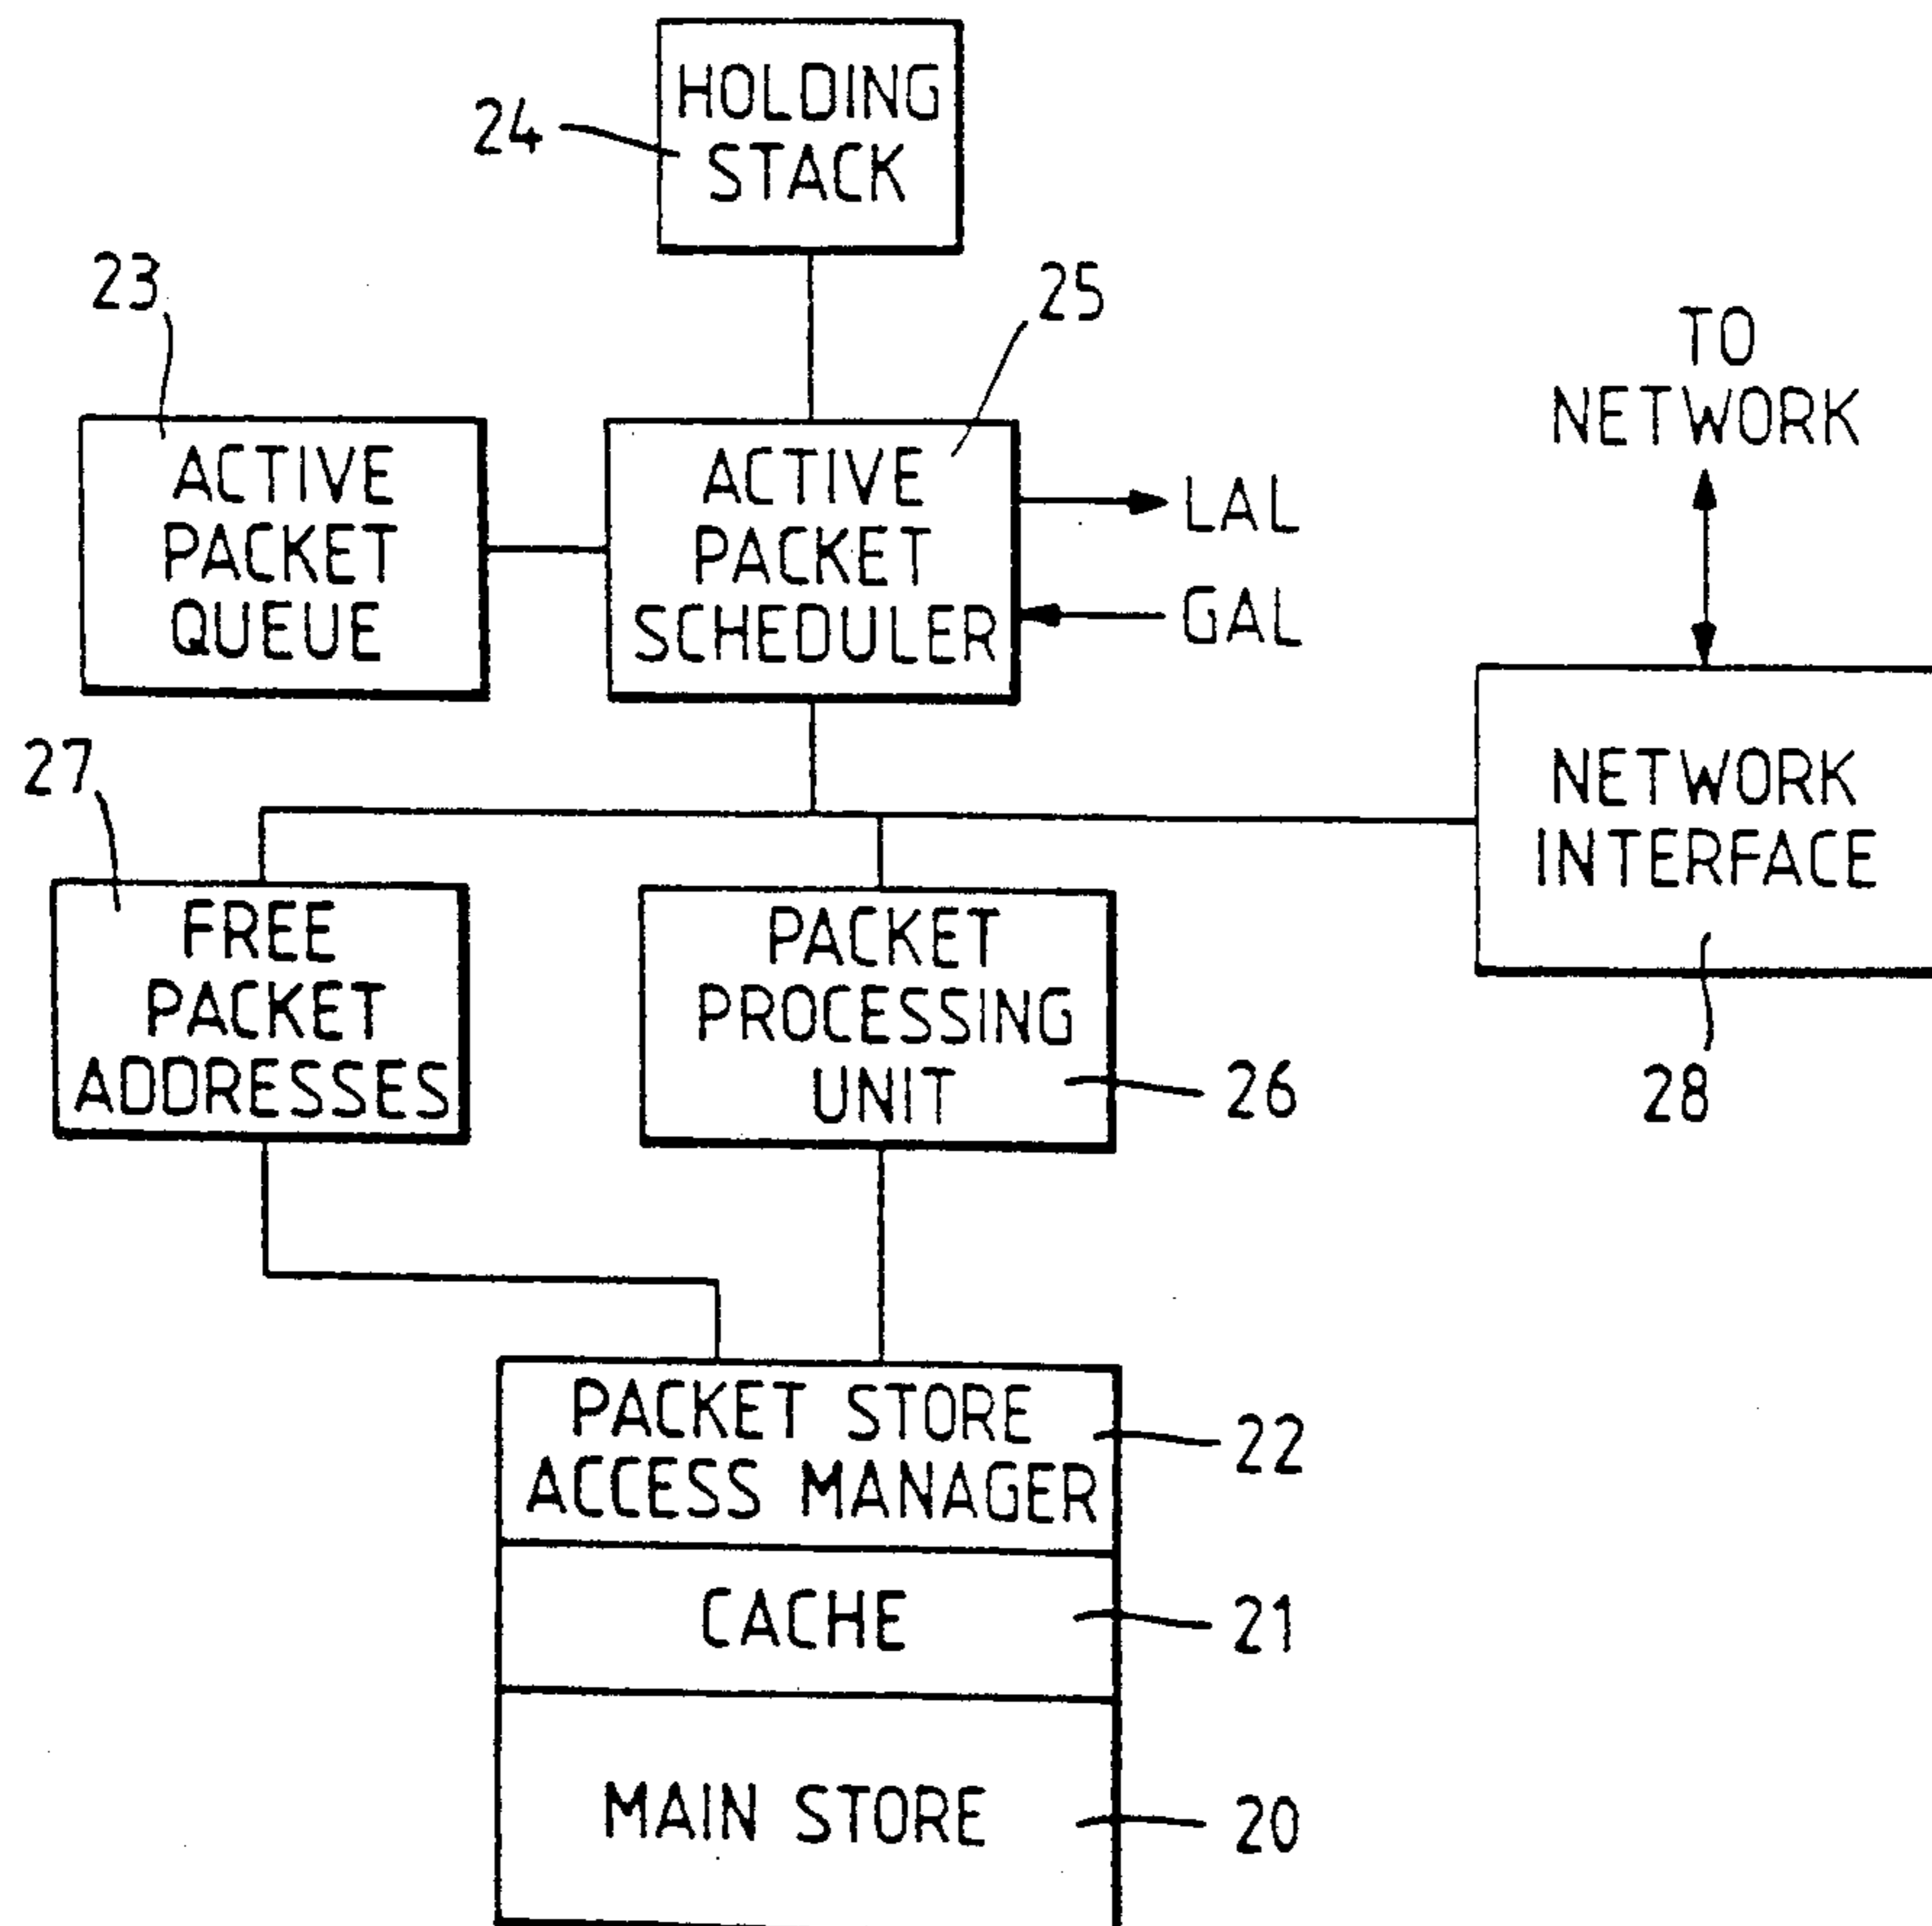 HOLDING
STACK
24
23
25
TO
NETWORK
ACTIVE
PACKET
QUEUE
ACTIVE
PACKET
SCHEDULER
LAL
GAL
27
NETWORK
INTERFACE
FREE
PACKET
ADDRESSES
PACKET
PROCESSING
UNIT
26
28
PACKET STORE
ACCESS MANAGER
22
CACHE
21
MAIN STORE
20